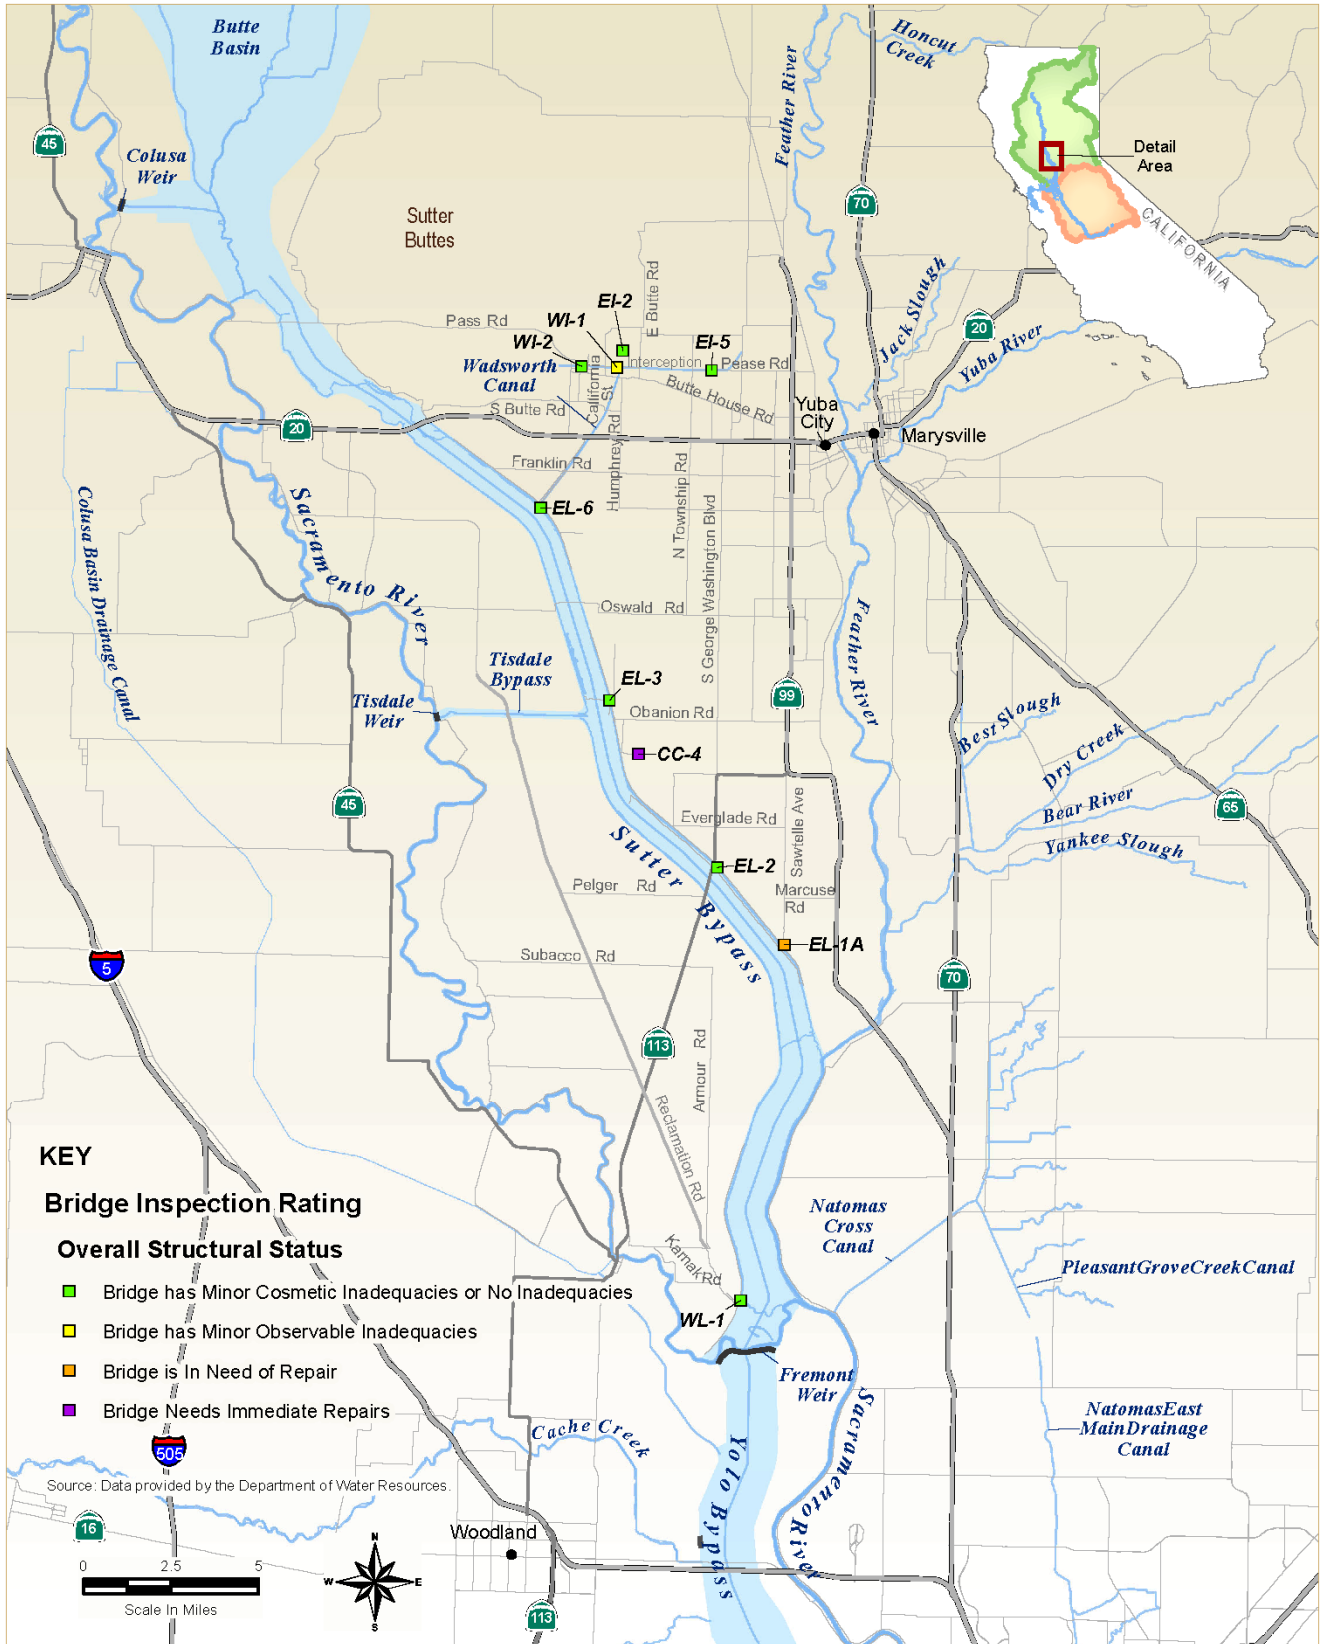 Butte
Basin
Honcut
Creek
Feather River
45
Colusa
Weir
Detail
Area
70
CALIFORNIA
Sutter
Buttes
E Butte Rd
Jack Slough
EI-2
Pass Rd
WI-1
20
WI-2
EI-5
Yuba River
Interception
Pease Rd
Wadsworth
Canal
California
St
Butte House Rd
S Butte Rd
Yuba
City
20
Marysville
Humphrey Rd
Franklin Rd
N Township Rd
S George Washington Blvd
Colusa Basin Drainage Canal
Sacramento River
EL-6
Oswald Rd
Feather River
Tisdale
Bypass
EL-3
99
Tisdale
Weir
Obanion Rd
Best Slough
CC-4
Dry Creek
45
Bear River
65
Everglade Rd
Sawtelle Ave
Yankee Slough
Sutter Bypass
EL-2
Pelger Rd
Marcuse
Rd
EL-1A
Subacco Rd
5
70
113
Armour Rd
Reclamation Rd
KEY
Bridge Inspection Rating
Overall Structural Status
Bridge has Minor Cosmetic Inadequacies or No Inadequacies
Bridge has Minor Observable Inadequacies
Bridge is In Need of Repair
Bridge Needs Immediate Repairs
Natomas
Cross
Canal
Karnak Rd
PleasantGroveCreekCanal
WL-1
Fremont
Weir
Sacramento River
NatomasEast
MainDrainage
Canal
Cache Creek
Yolo Bypass
505
Source: Data provided by the Department of Water Resources.
16
Woodland
0 2.5 5
Scale In Miles
N
W E
S
113